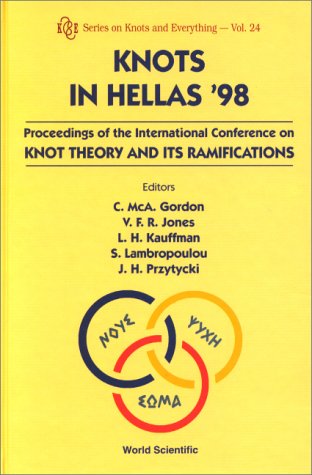 K&E Series on Knots and Everything — Vol. 24
KNOTS
IN HELLAS '98
Proceedings of the International Conference on
KNOT THEORY AND ITS RAMIFICATIONS
Editors
C. McA. Gordon
V. F. R. Jones
L. H. Kauffman
S. Lambropoulou
J. H. Przytycki
ΝΟΥΣ
ΨΥΧΗ
ΣΩΜΑ
World Scientific